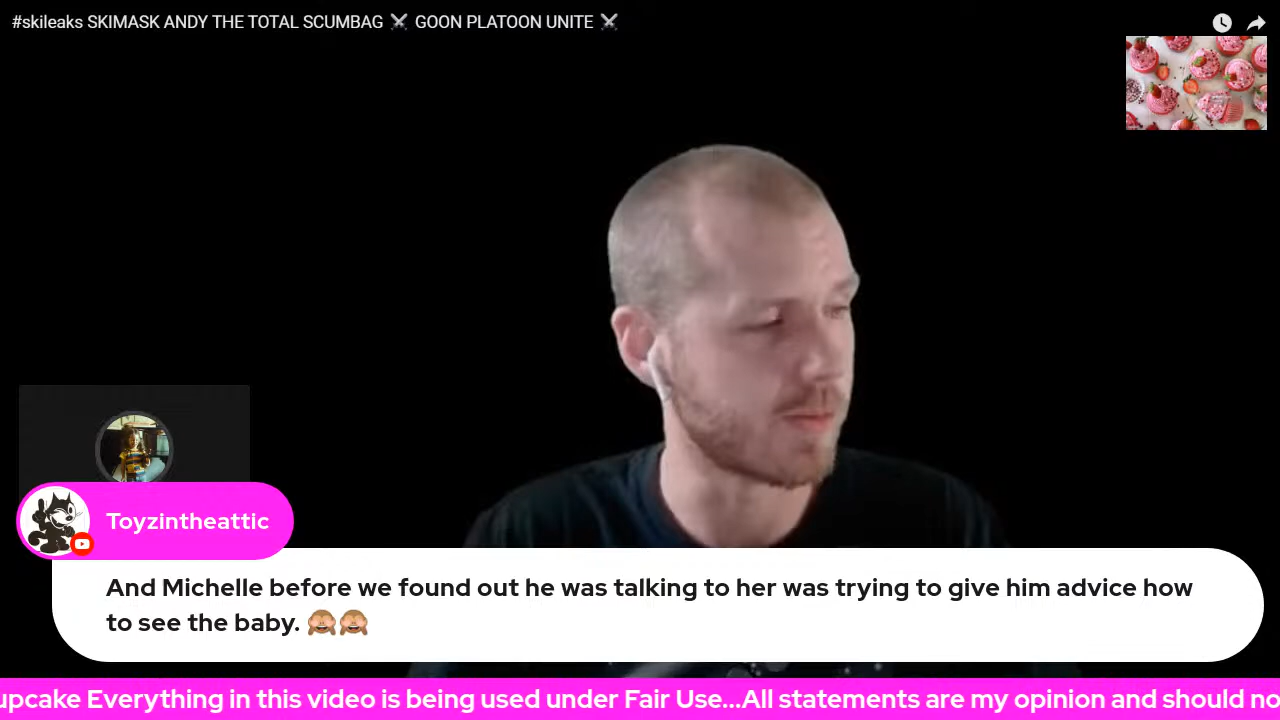 #skileaks SKIMASK ANDY THE TOTAL SCUMBAG ⚔ GOON PLATOON UNITE ⚔
Toyzintheattic
And Michelle before we found out he was talking to her was trying to give him advice how
to see the baby. 🙈🙈
upcake Everything in this video is being used under Fair Use...All statements are my opinion and should no